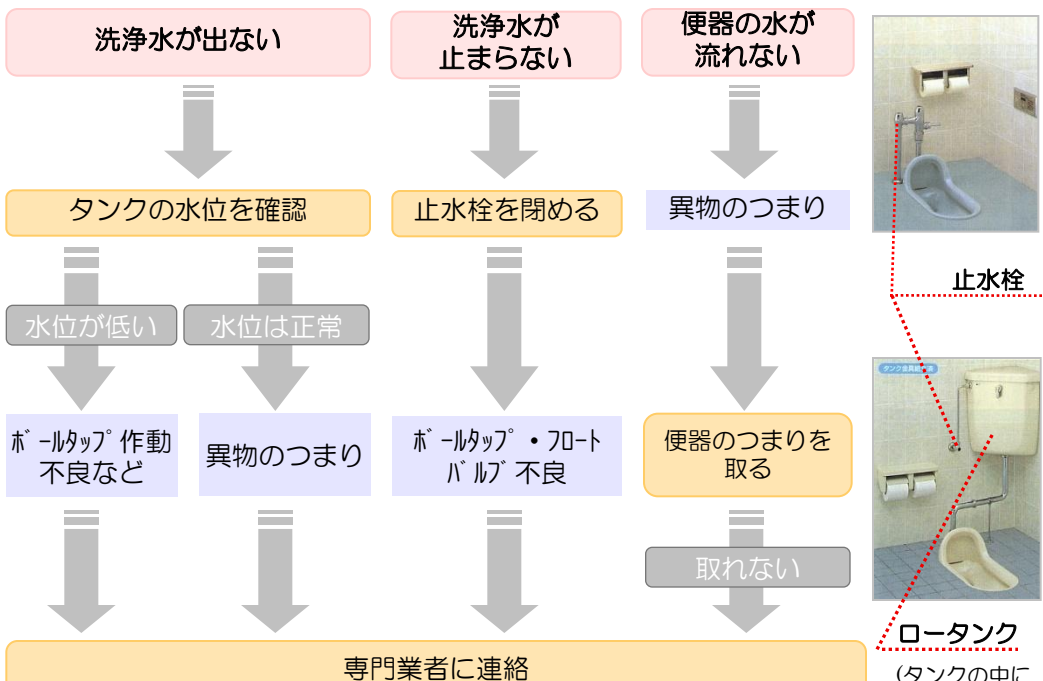 洗浄水が出ない
洗浄水が
止まらない
便器の水が
流れない
タンクの水位を確認
止水栓を閉める
異物のつまり
止水栓
水位が低い
水位は正常
ﾎﾞｰﾙﾀｯﾌﾟ作動
不良など
異物のつまり
ﾎﾞｰﾙﾀｯﾌﾟ・ﾌﾛｰﾄ
ﾊﾞﾙﾌﾞ不良
便器のつまりを
取る
取れない
ロータンク
専門業者に連絡
(タンクの中に